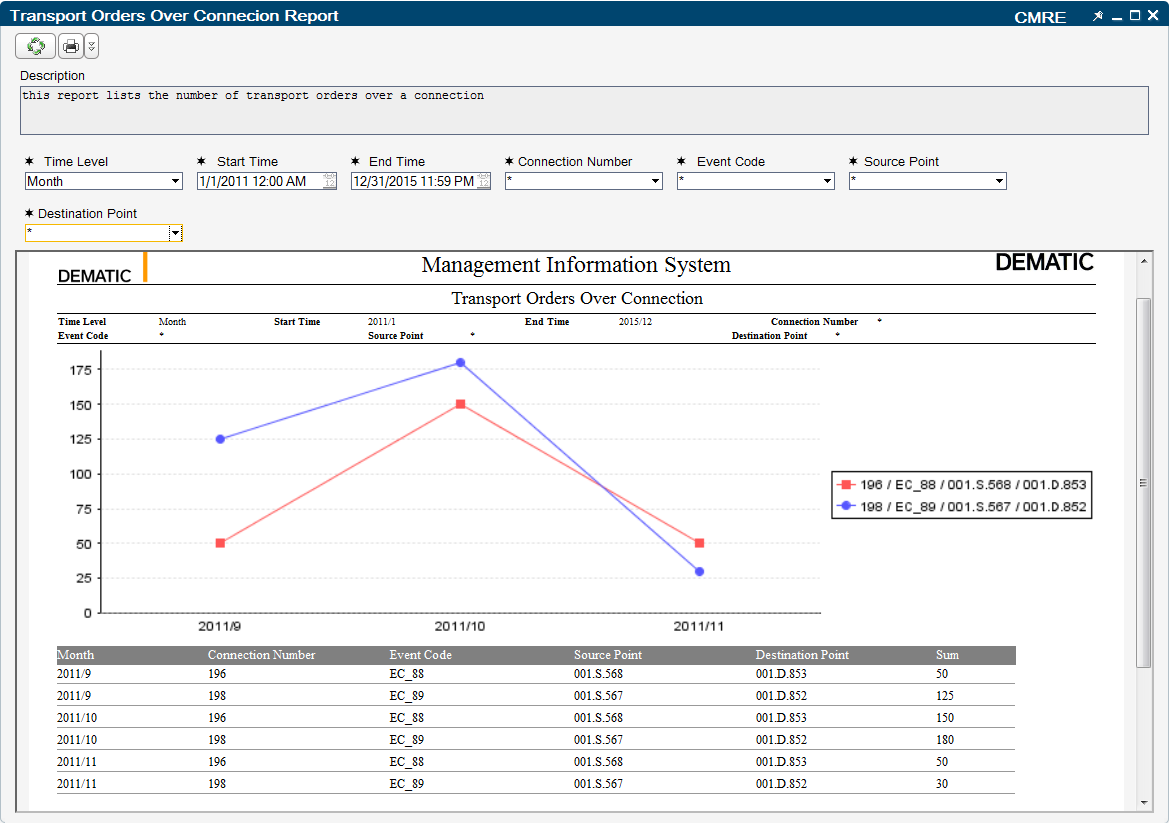 Transport Orders Over Connecion Report CMRE
Description
this report lists the number of transport orders over a connection
✶ Time Level ✶ Start Time ✶ End Time ✶ Connection Number ✶ Event Code ✶ Source Point
Month 1/1/2011 12:00 AM 12 12/31/2015 11:59 PM 12 * * *
✶ Destination Point
*
DEMATIC Management Information System DEMATIC
Transport Orders Over Connection
Time Level Month Start Time 2011/1 End Time 2015/12 Connection Number *
Event Code * Source Point * Destination Point *
175
150
125
100
75
50
25
0
2011/9 2011/10 2011/11
196 / EC_88 / 001.S.568 / 001.D.853
198 / EC_89 / 001.S.567 / 001.D.852
Month Connection Number Event Code Source Point Destination Point Sum
2011/9 196 EC_88 001.S.568 001.D.853 50
2011/9 198 EC_89 001.S.567 001.D.852 125
2011/10 196 EC_88 001.S.568 001.D.853 150
2011/10 198 EC_89 001.S.567 001.D.852 180
2011/11 196 EC_88 001.S.568 001.D.853 50
2011/11 198 EC_89 001.S.567 001.D.852 30